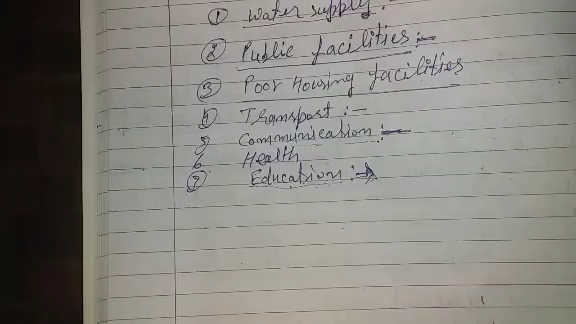 ① Water supply :
② Public facilities :-
③ Poor Housing facilities
④ Transport :-
5 Communication :-
6 Health
⑦ Education :→